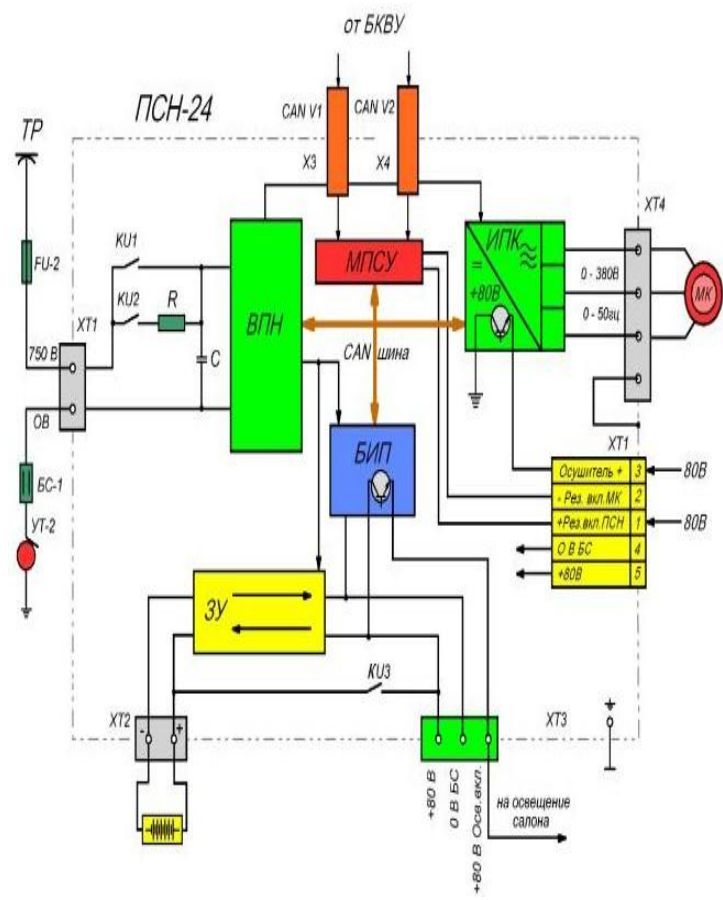 от БКВУ
ПСН-24
CAN V1
CAN V2
ТР
X3
X4
XT4
FU-2
KU1
МПСУ
ИПК
=
+80В
0 - 380В
МК
KU2
R
ВПН
XT1
750 В
C
CAN шина
0 - 50гц
ОВ
БИП
XT1
Осушитель + 3
80В
БС-1
- Рез. вкл.МК 2
+Рез.вкл.ПСН 1
80В
УТ-2
О В БС 4
+80В 5
ЗУ
KU3
XT2
- +
XT3
+80 В
0 В БС
+80 В Осв.вкл.
на освещение
салона